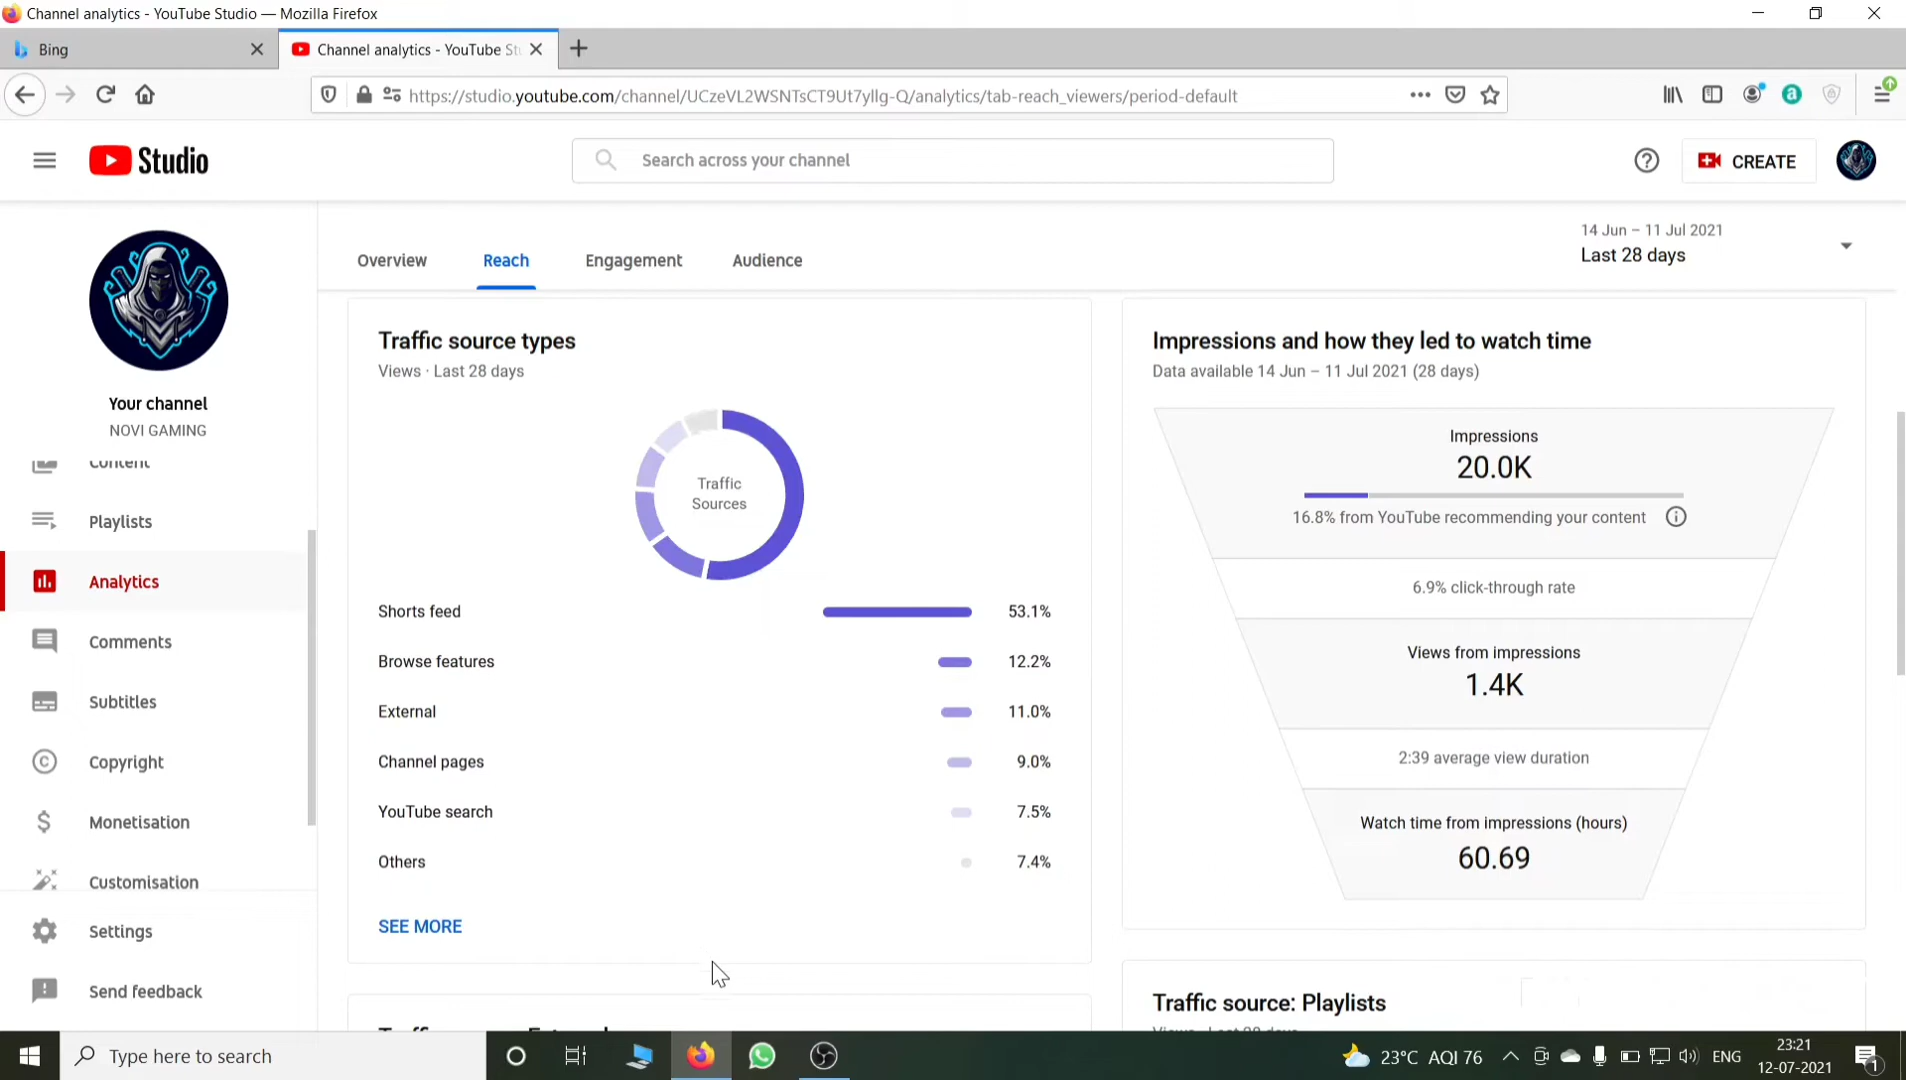 Channel analytics - YouTube Studio — Mozilla Firefox
Bing
Channel analytics - YouTube St
https://studio.youtube.com/channel/UCzeVL2WSNTsCT9Ut7yllg-Q/analytics/tab-reach_viewers/period-default
Studio
Search across your channel
CREATE
Your channel
NOVI GAMING
Content
Playlists
Analytics
Comments
Subtitles
Copyright
Monetisation
Customisation
Settings
Send feedback
Overview
Reach
Engagement
Audience
14 Jun – 11 Jul 2021
Last 28 days
Traffic source types
Views · Last 28 days
Traffic
Sources
Shorts feed 53.1%
Browse features 12.2%
External 11.0%
Channel pages 9.0%
YouTube search 7.5%
Others 7.4%
SEE MORE
Impressions and how they led to watch time
Data available 14 Jun – 11 Jul 2021 (28 days)
Impressions
20.0K
16.8% from YouTube recommending your content
6.9% click-through rate
Views from impressions
1.4K
2:39 average view duration
Watch time from impressions (hours)
60.69
Traffic source: Playlists
Type here to search
23°C AQI 76
ENG
23:21
12-07-2021
1